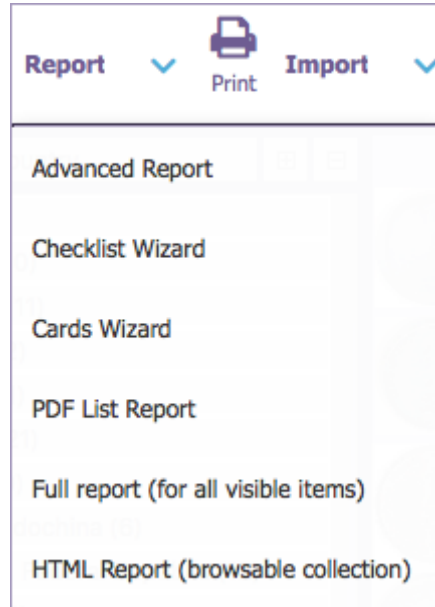 Report
Print
Import
Advanced Report
Checklist Wizard
Cards Wizard
PDF List Report
Full report (for all visible items)
HTML Report (browsable collection)